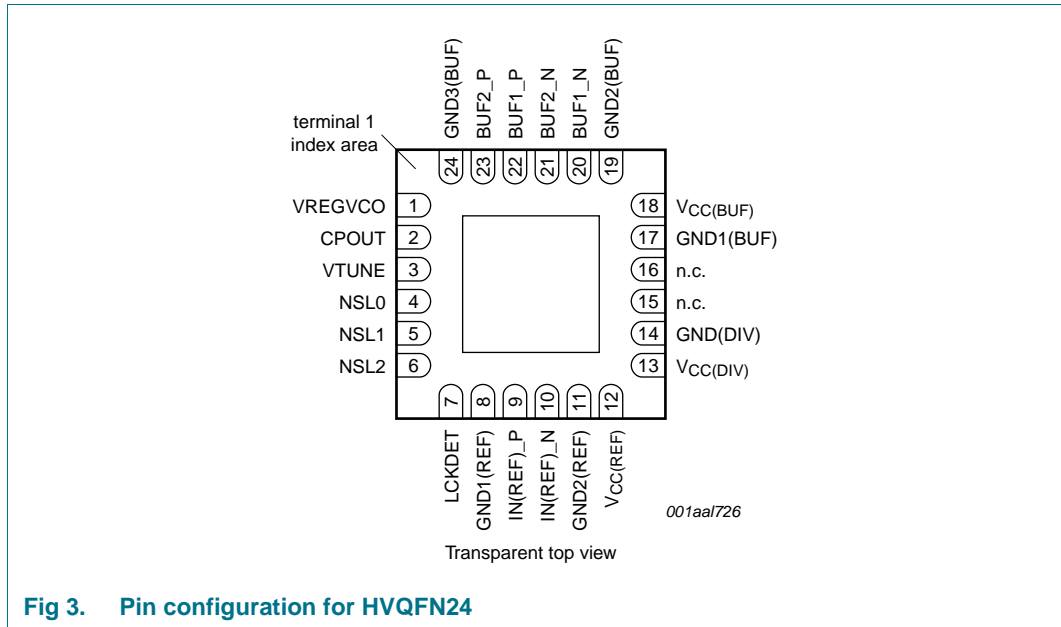 GND3(BUF)
BUF2_P
BUF1_P
BUF2_N
BUF1_N
GND2(BUF)
terminal 1
index area
24
23
22
21
20
19
VREGVCO 1
18 VCC(BUF)
CPOUT 2
17 GND1(BUF)
VTUNE 3
16 n.c.
NSL0 4
15 n.c.
NSL1 5
14 GND(DIV)
NSL2 6
13 VCC(DIV)
7
8
9
10
11
12
LCKDET
GND1(REF)
IN(REF)_P
IN(REF)_N
GND2(REF)
VCC(REF)
001aal726
Transparent top view
Fig 3. Pin configuration for HVQFN24